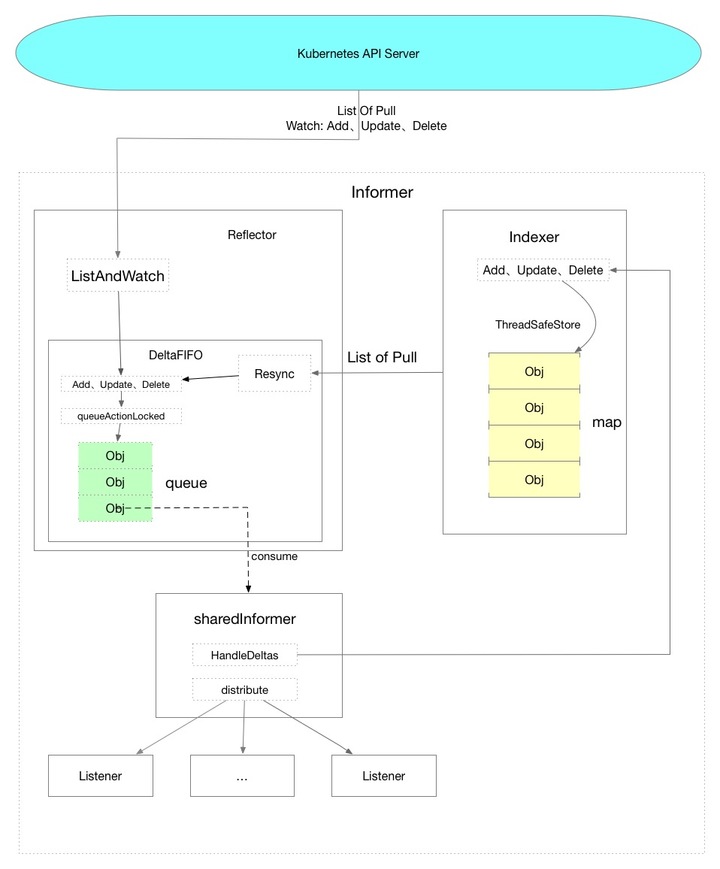 Kubernetes API Server
List Of Pull
Watch: Add、Update、Delete
Informer
Reflector
ListAndWatch
DeltaFIFO
Add、Update、Delete
Resync
queueActionLocked
Obj
Obj
Obj
queue
List of Pull
Indexer
Add、Update、Delete
ThreadSafeStore
Obj
Obj
Obj
Obj
map
consume
sharedInformer
HandleDeltas
distribute
Listener
...
Listener